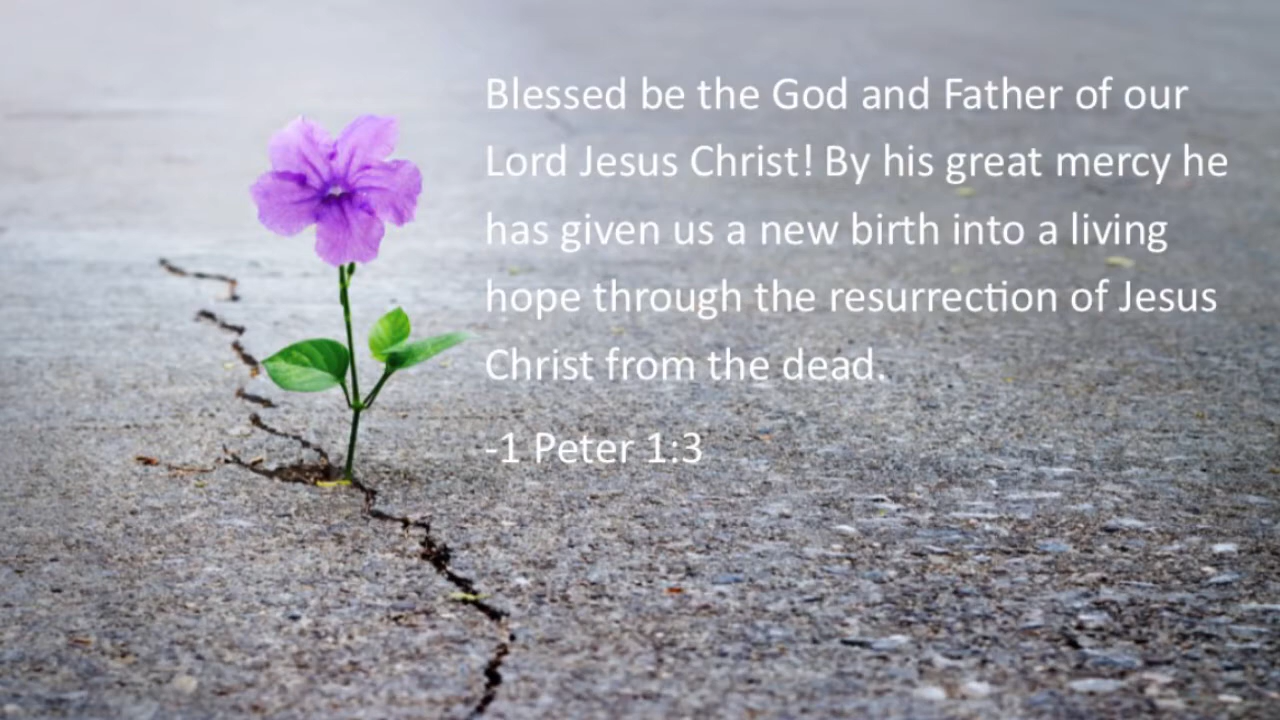 Blessed be the God and Father of our
Lord Jesus Christ! By his great mercy he
has given us a new birth into a living
hope through the resurrection of Jesus
Christ from the dead.
-1 Peter 1:3